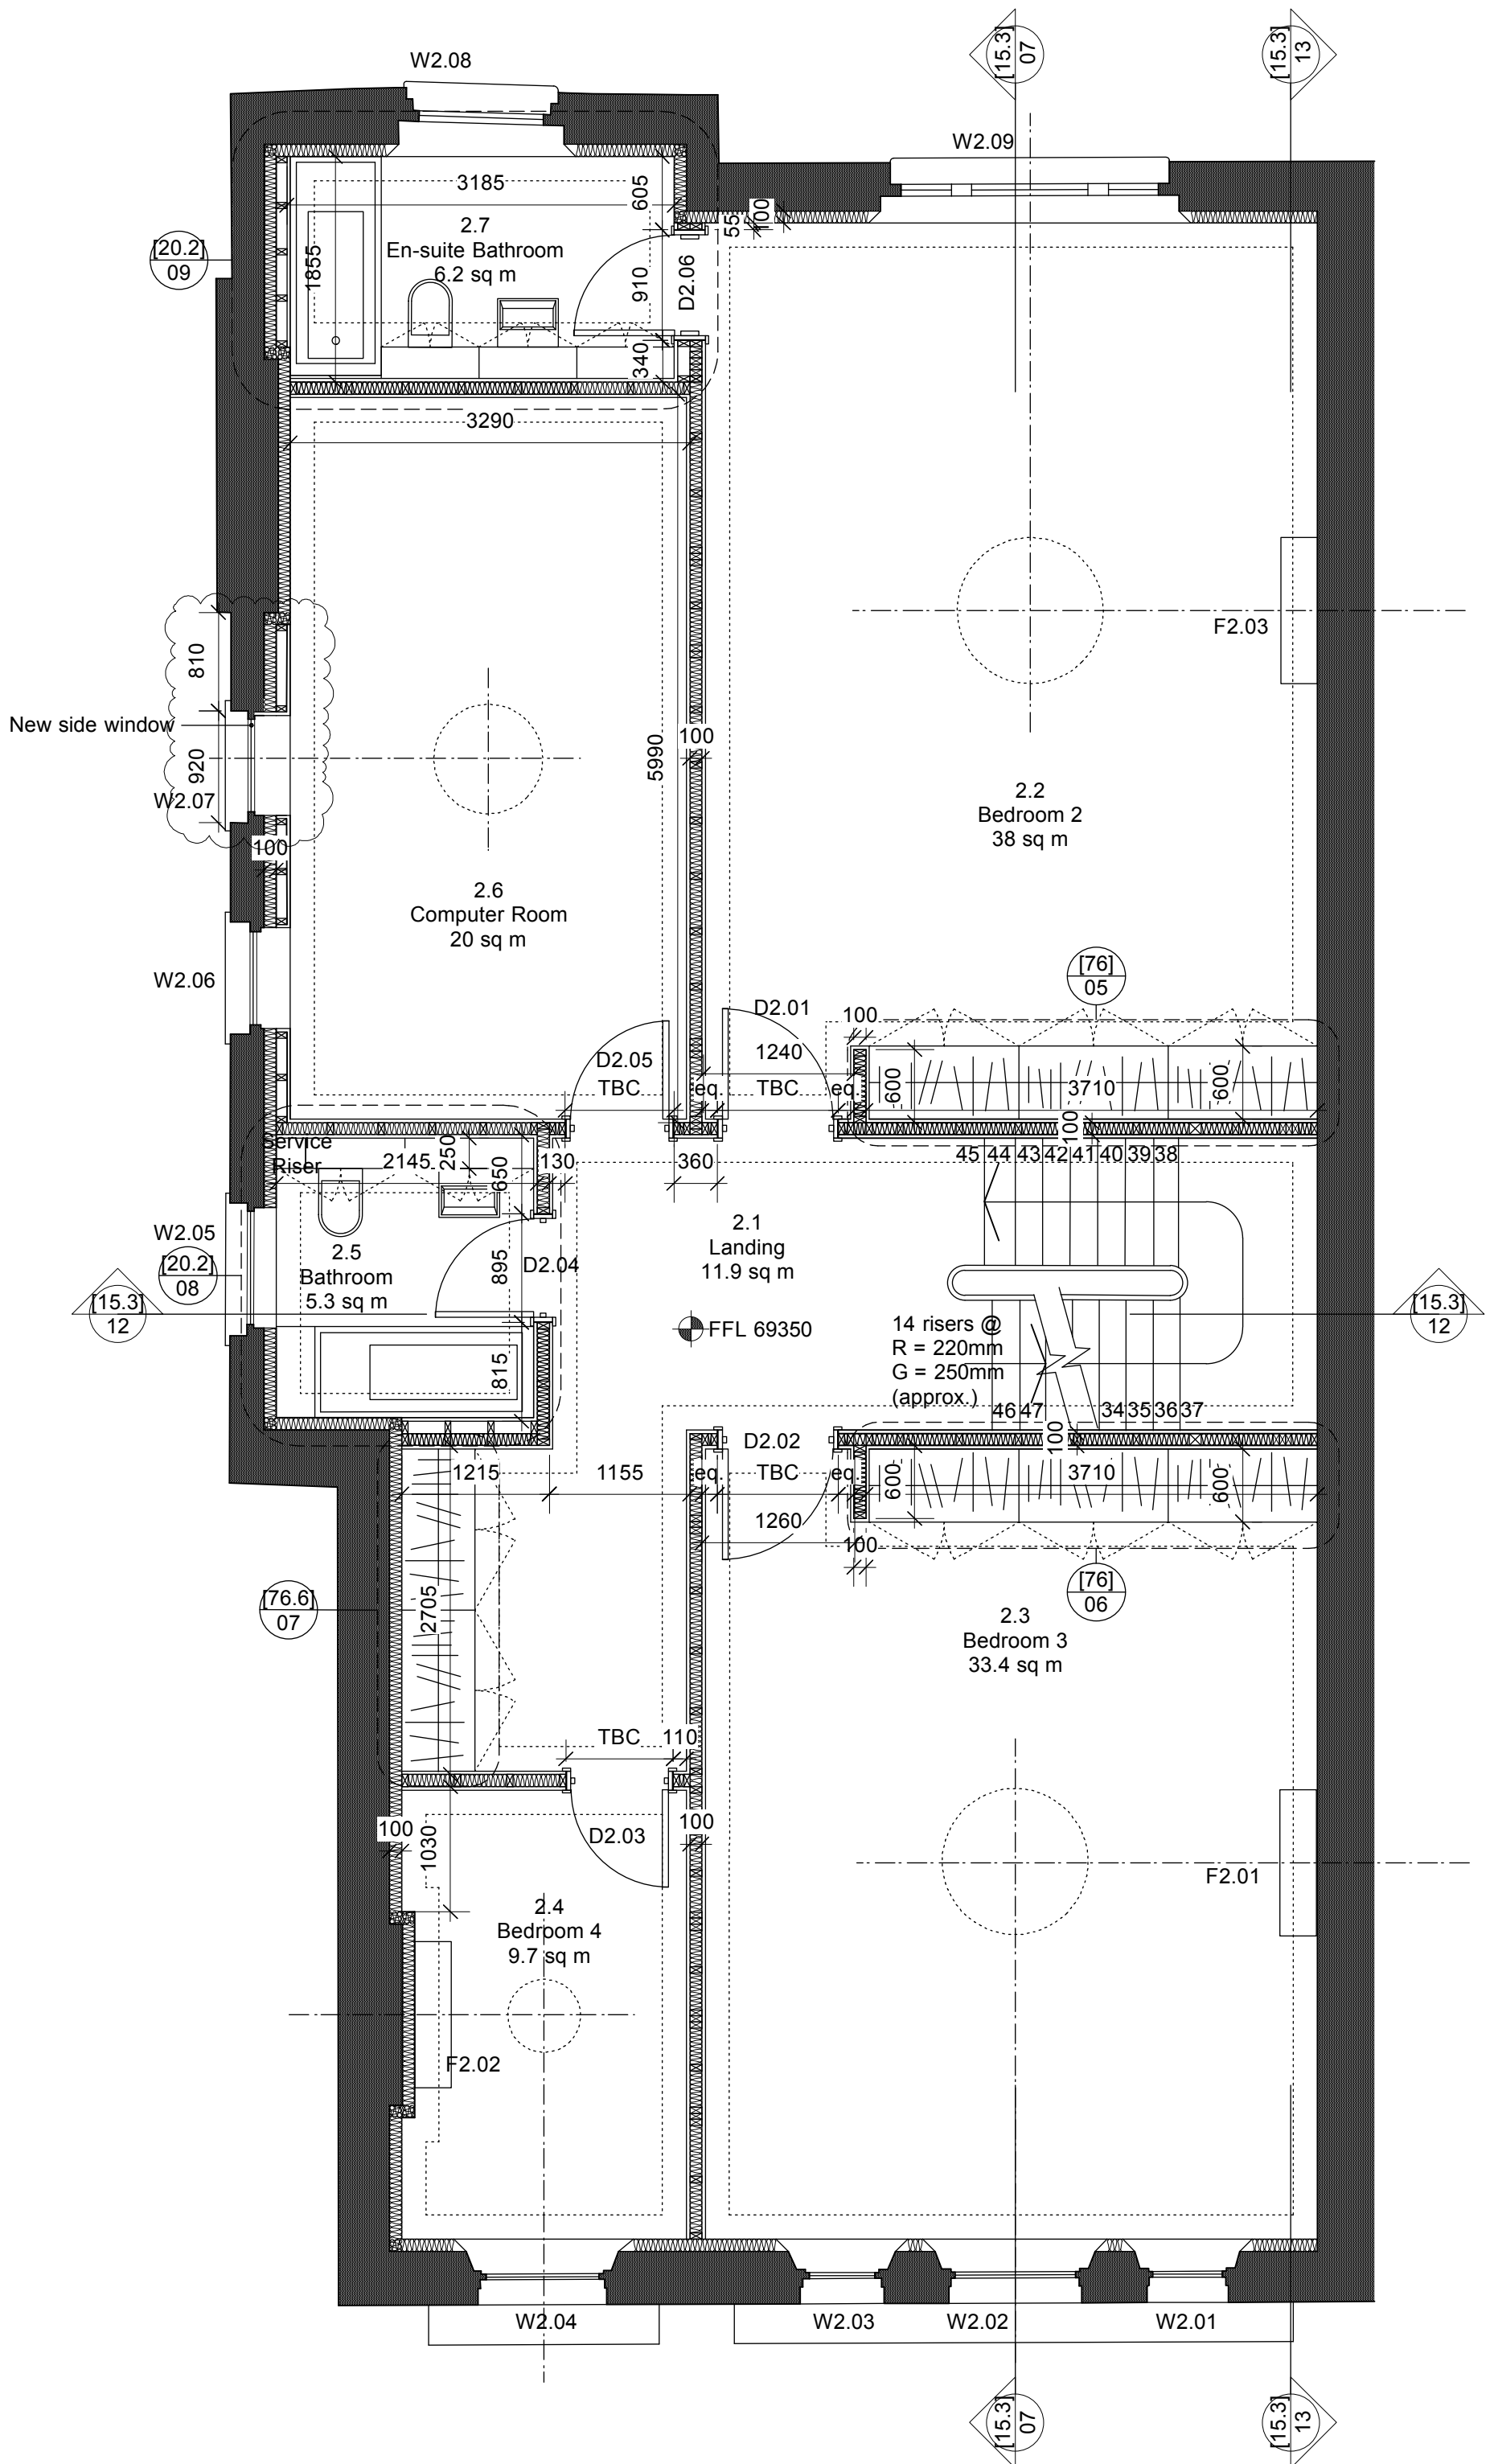 [15.3]
07
[15.3]
13
W2.08
W2.09
3185
605
55
100
2.7
En-suite Bathroom
6.2 sq m
[20.2]
09
1855
910
D2.06
340
3290
810
New side window
920
W2.07
100
5990
100
F2.03
2.2
Bedroom 2
38 sq m
2.6
Computer Room
20 sq m
W2.06
[76]
05
D2.01
100
D2.05
1240
TBC
eq.
TBC
eq.
600
3710
600
100
Service
Riser
2145
250
650
130
360
45 44 43 42 41 40 39 38
W2.05
[20.2]
08
2.5
Bathroom
5.3 sq m
895
D2.04
2.1
Landing
11.9 sq m
[15.3]
12
[15.3]
12
FFL 69350
14 risers @
R = 220mm
G = 250mm
(approx.)
815
46 47
34 35 36 37
100
D2.02
1215
1155
eq.
TBC
eq.
600
3710
600
1260
100
[76.6]
07
2705
[76]
06
2.3
Bedroom 3
33.4 sq m
TBC
110
100
1030
D2.03
100
F2.01
2.4
Bedroom 4
9.7 sq m
F2.02
W2.04
W2.03
W2.02
W2.01
[15.3]
07
[15.3]
13